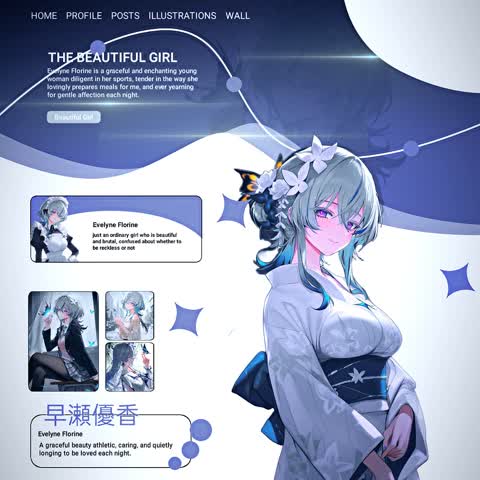 HOME PROFILE POSTS ILLUSTRATIONS WALL
THE BEAUTIFUL GIRL
Evelyne Florine is a graceful and enchanting young
woman diligent in her sports, tender in the way she
lovingly prepares meals for me, and ever yearning
for gentle affection each night.
Beautiful Girl
Evelyne Florine
just an ordinary girl who is beautiful
and brutal, confused about whether to
be reckless or not
早瀬優香
Evelyne Florine
A graceful beauty athletic, caring, and quietly
longing to be loved each night.